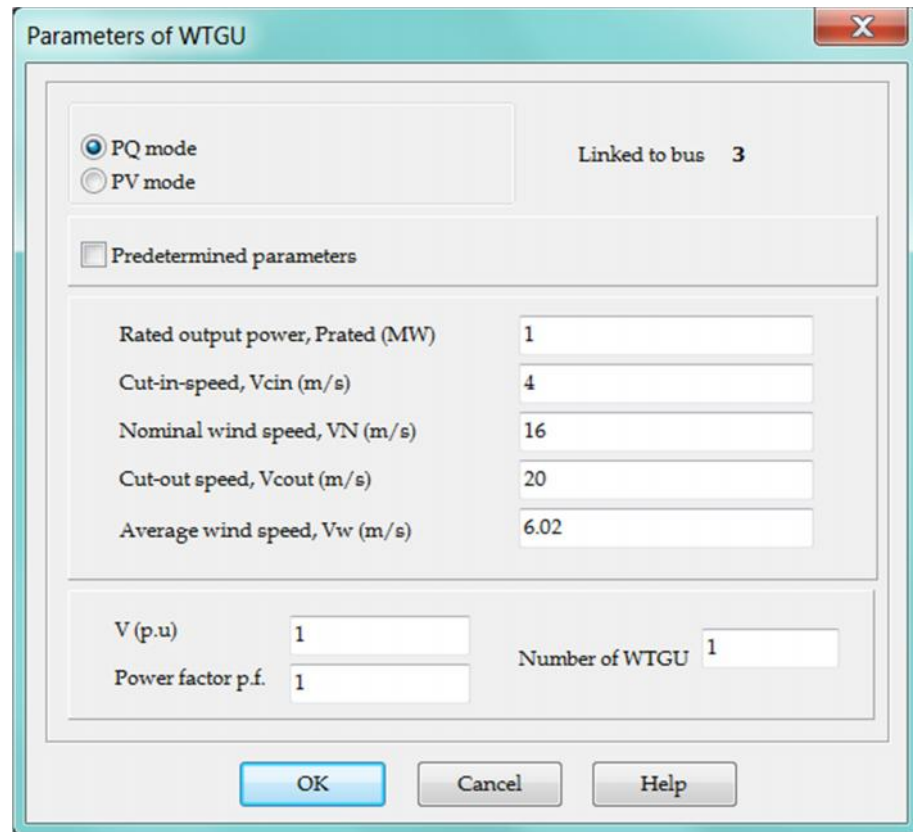 Parameters of WTGU
X
PQ mode
Linked to bus 3
PV mode
Predetermined parameters
Rated output power, Prated (MW) 1
Cut-in-speed, Vcin (m/s) 4
Nominal wind speed, VN (m/s) 16
Cut-out speed, Vcout (m/s) 20
Average wind speed, Vw (m/s) 6.02
V (p.u) 1
Number of WTGU 1
Power factor p.f. 1
OK Cancel Help